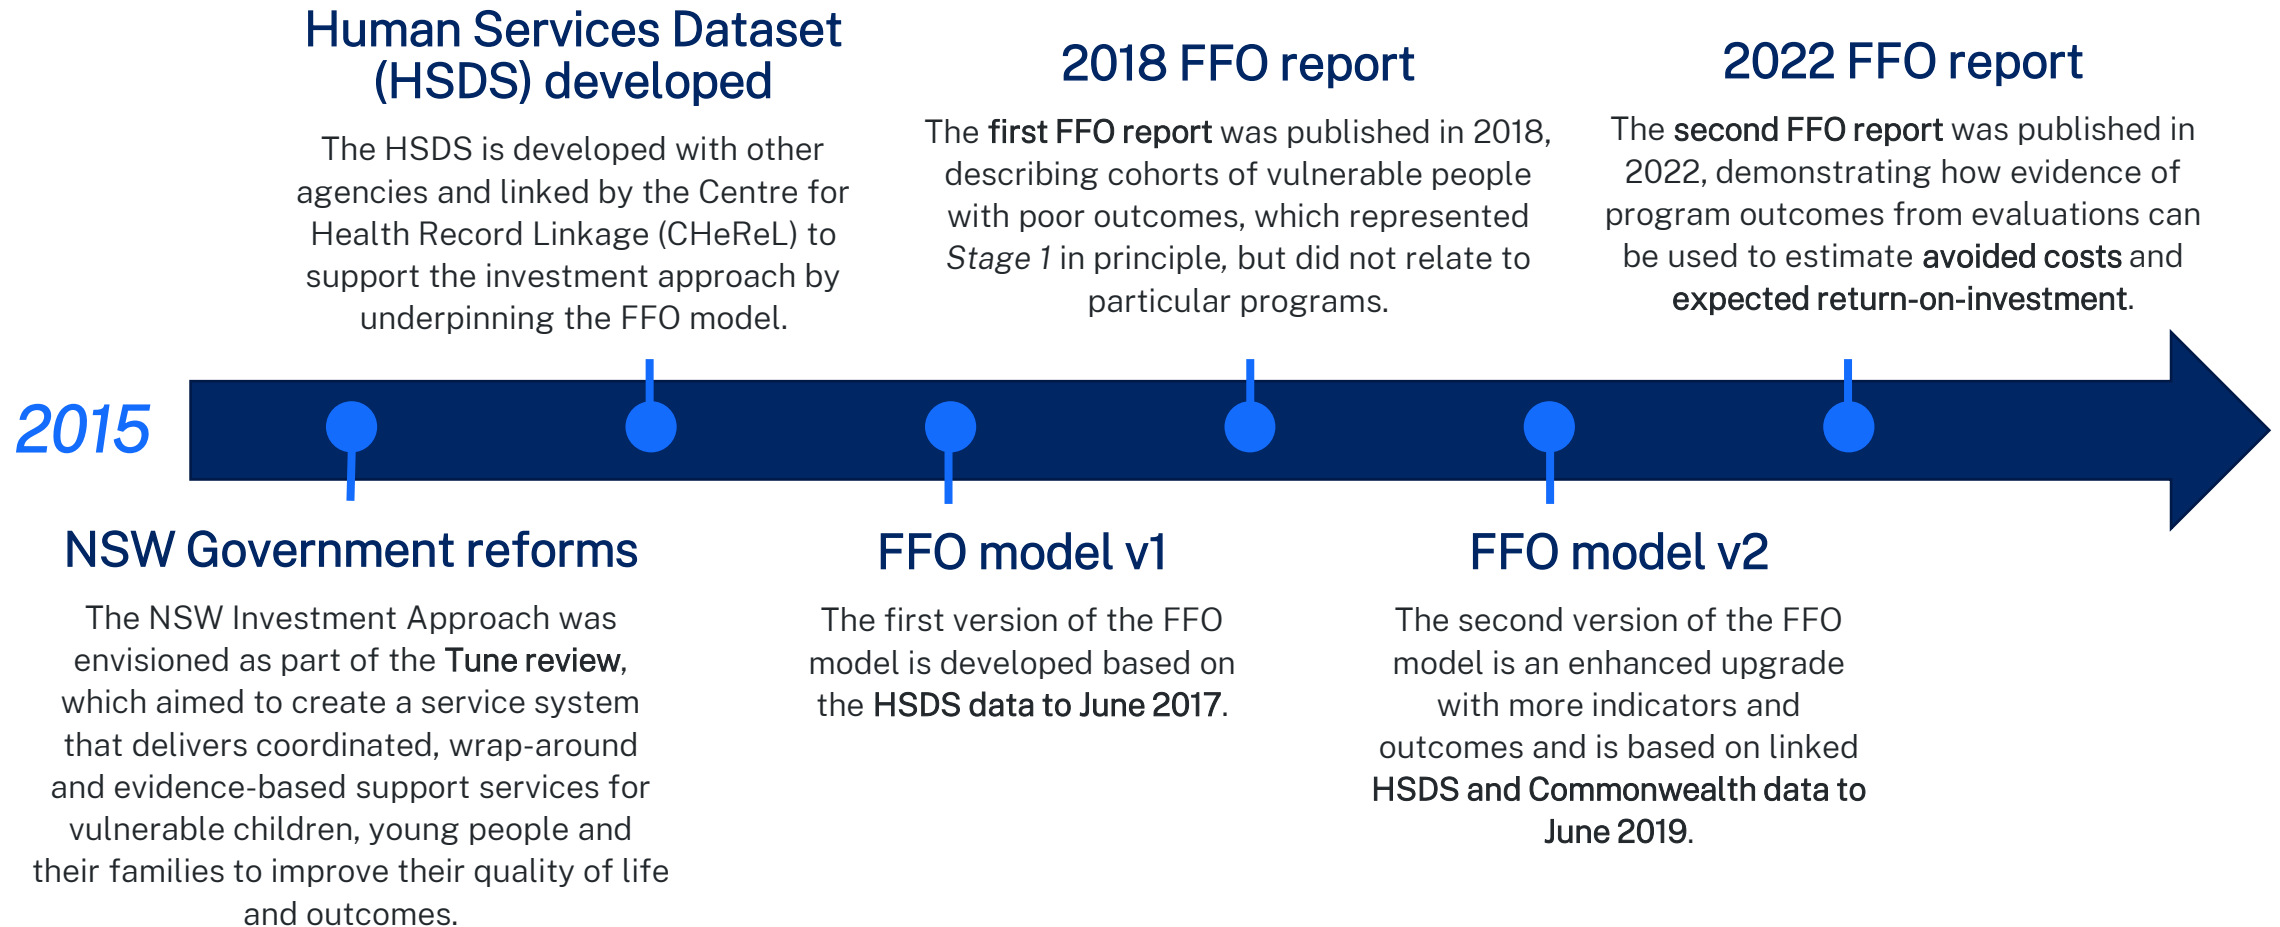 Human Services Dataset
(HSDS) developed
The HSDS is developed with other
agencies and linked by the Centre for
Health Record Linkage (CHeReL) to
support the investment approach by
underpinning the FFO model.
2018 FFO report
The first FFO report was published in 2018,
describing cohorts of vulnerable people
with poor outcomes, which represented
Stage 1 in principle, but did not relate to
particular programs.
2022 FFO report
The second FFO report was published in
2022, demonstrating how evidence of
program outcomes from evaluations can
be used to estimate avoided costs and
expected return-on-investment.
2015
NSW Government reforms
The NSW Investment Approach was
envisioned as part of the Tune review,
which aimed to create a service system
that delivers coordinated, wrap-around
and evidence-based support services for
vulnerable children, young people and
their families to improve their quality of life
and outcomes.
FFO model v1
The first version of the FFO
model is developed based on
the HSDS data to June 2017.
FFO model v2
The second version of the FFO
model is an enhanced upgrade
with more indicators and
outcomes and is based on linked
HSDS and Commonwealth data to
June 2019.